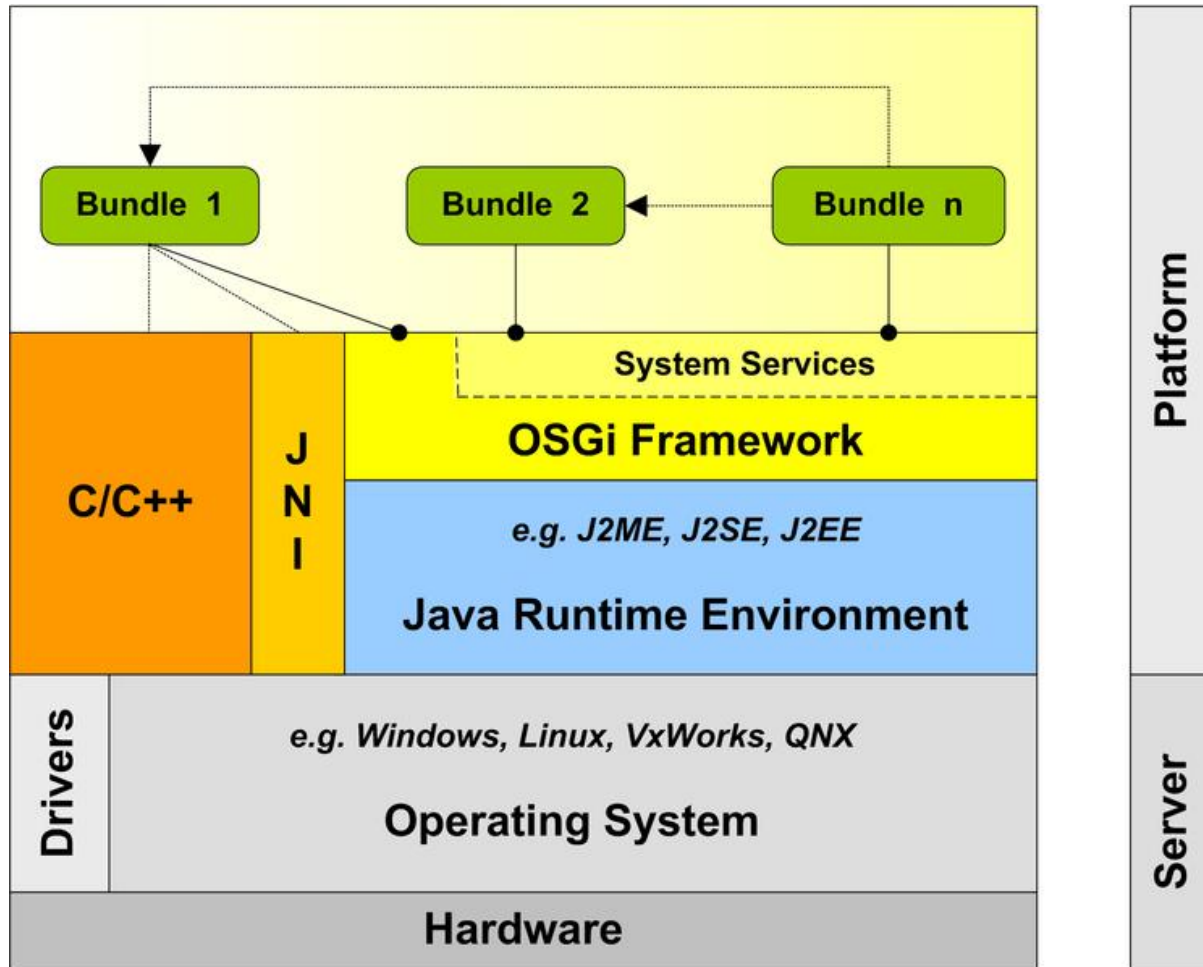 Bundle 1
Bundle 2
Bundle n
System Services
OSGi Framework
C/C++
J
N
I
e.g. J2ME, J2SE, J2EE
Java Runtime Environment
Drivers
e.g. Windows, Linux, VxWorks, QNX
Operating System
Hardware
Platform
Server